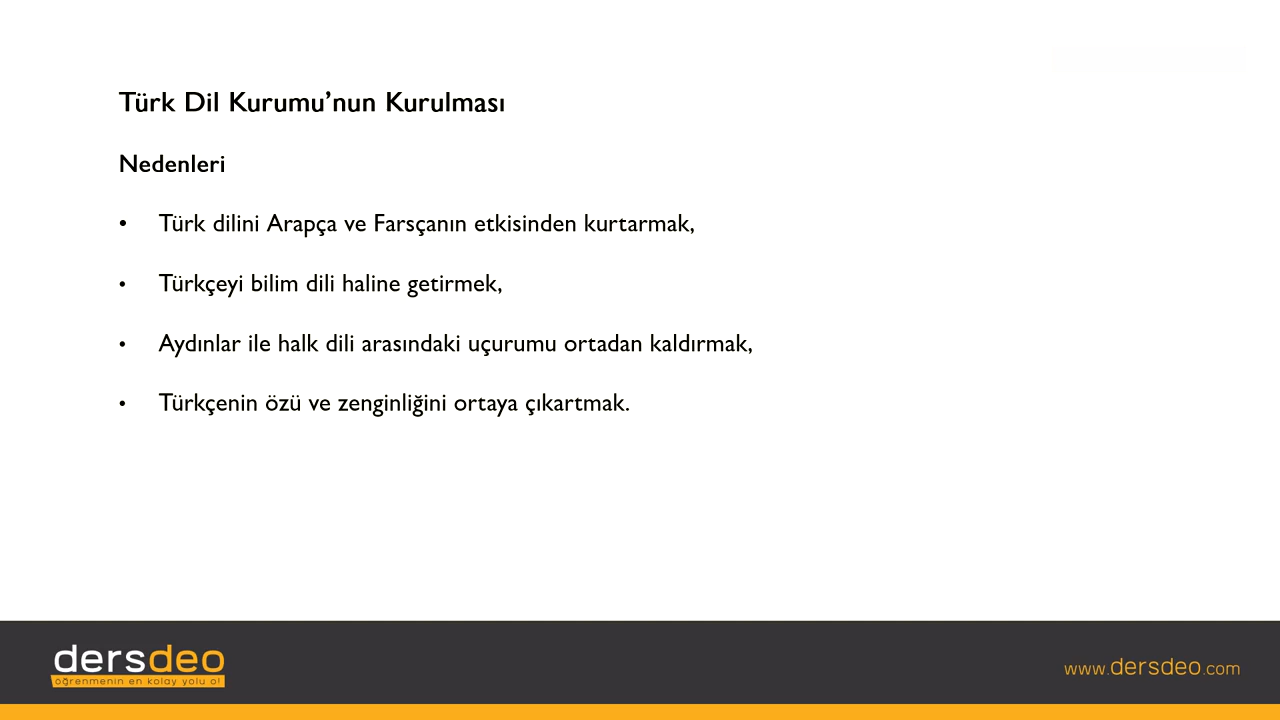 Türk Dil Kurumu’nun Kurulması
Nedenleri
• Türk dilini Arapça ve Farsçanın etkisinden kurtarmak,
• Türkçeyi bilim dili haline getirmek,
• Aydınlar ile halk dili arasındaki uçurumu ortadan kaldırmak,
• Türkçenin özü ve zenginliğini ortaya çıkartmak.
dersdeo
öğrenmenin en kolay yolu o!
www.dersdeo.com